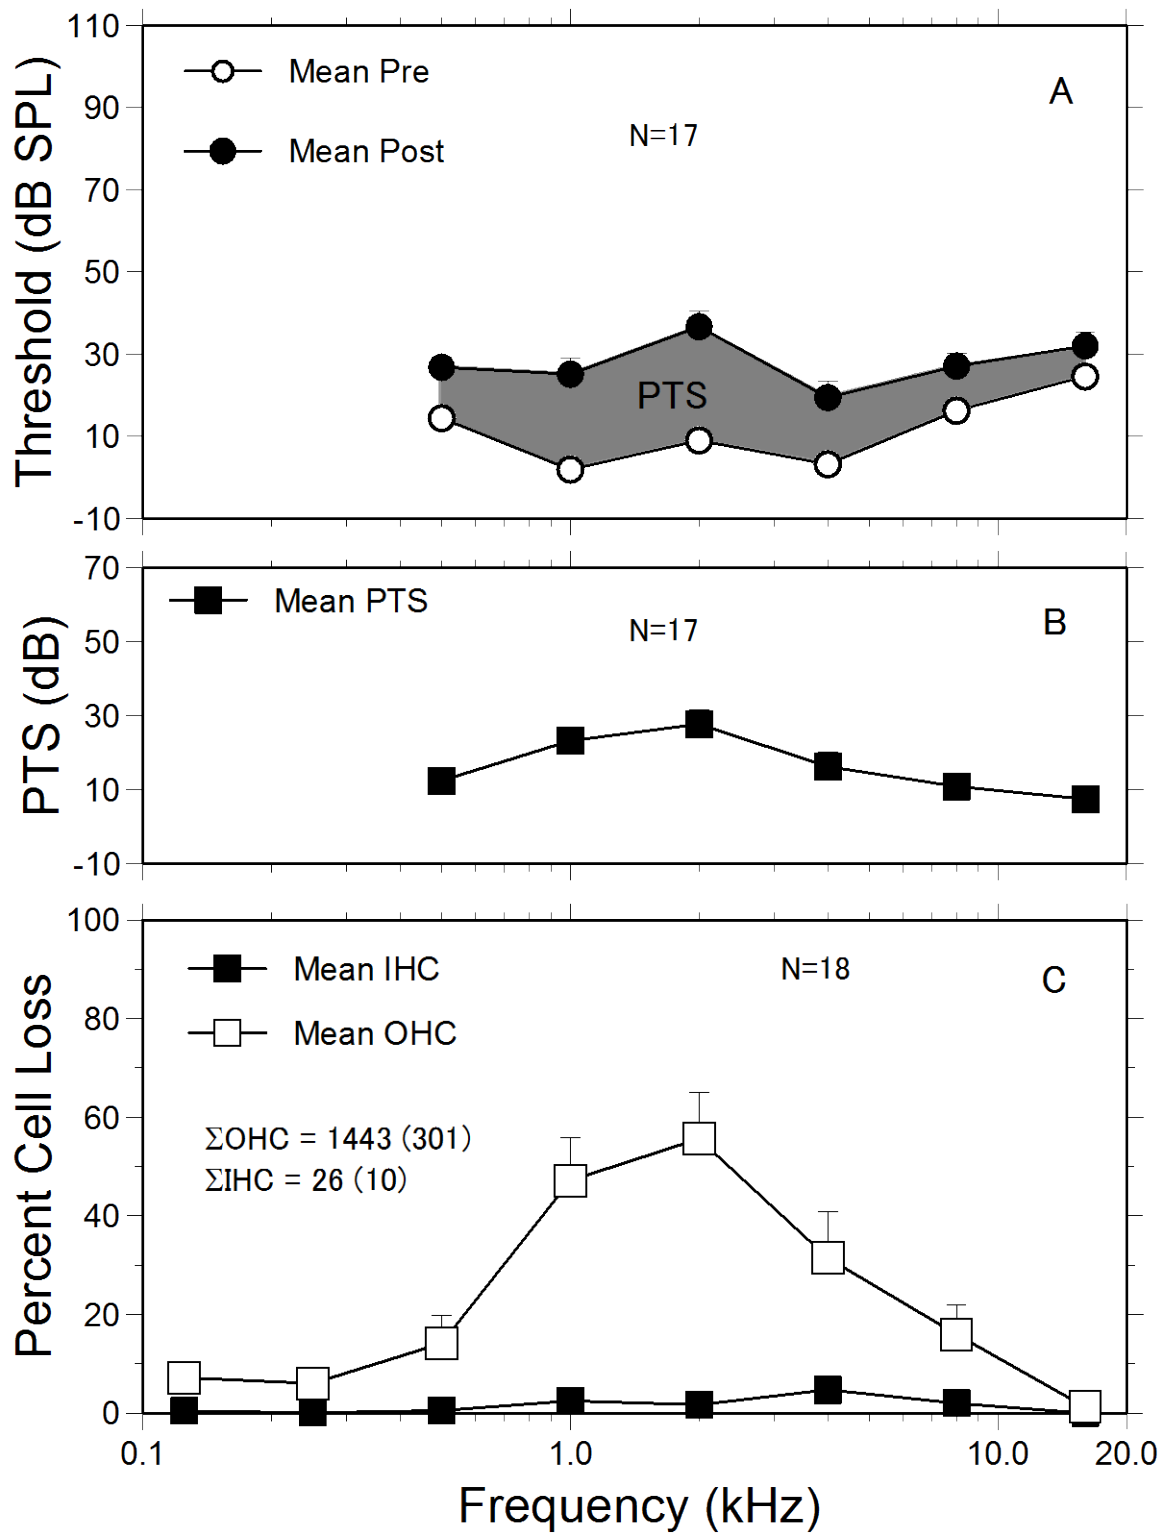 110
90
70
50
30
10
-10
Threshold (dB SPL)
Mean Pre
Mean Post
N=17
A
PTS
70
50
30
10
-10
PTS (dB)
Mean PTS
N=17
B
100
80
60
40
20
0
Percent Cell Loss
Mean IHC
Mean OHC
N=18
C
ΣOHC = 1443 (301)
ΣIHC = 26 (10)
0.1 1.0 10.0 20.0
Frequency (kHz)